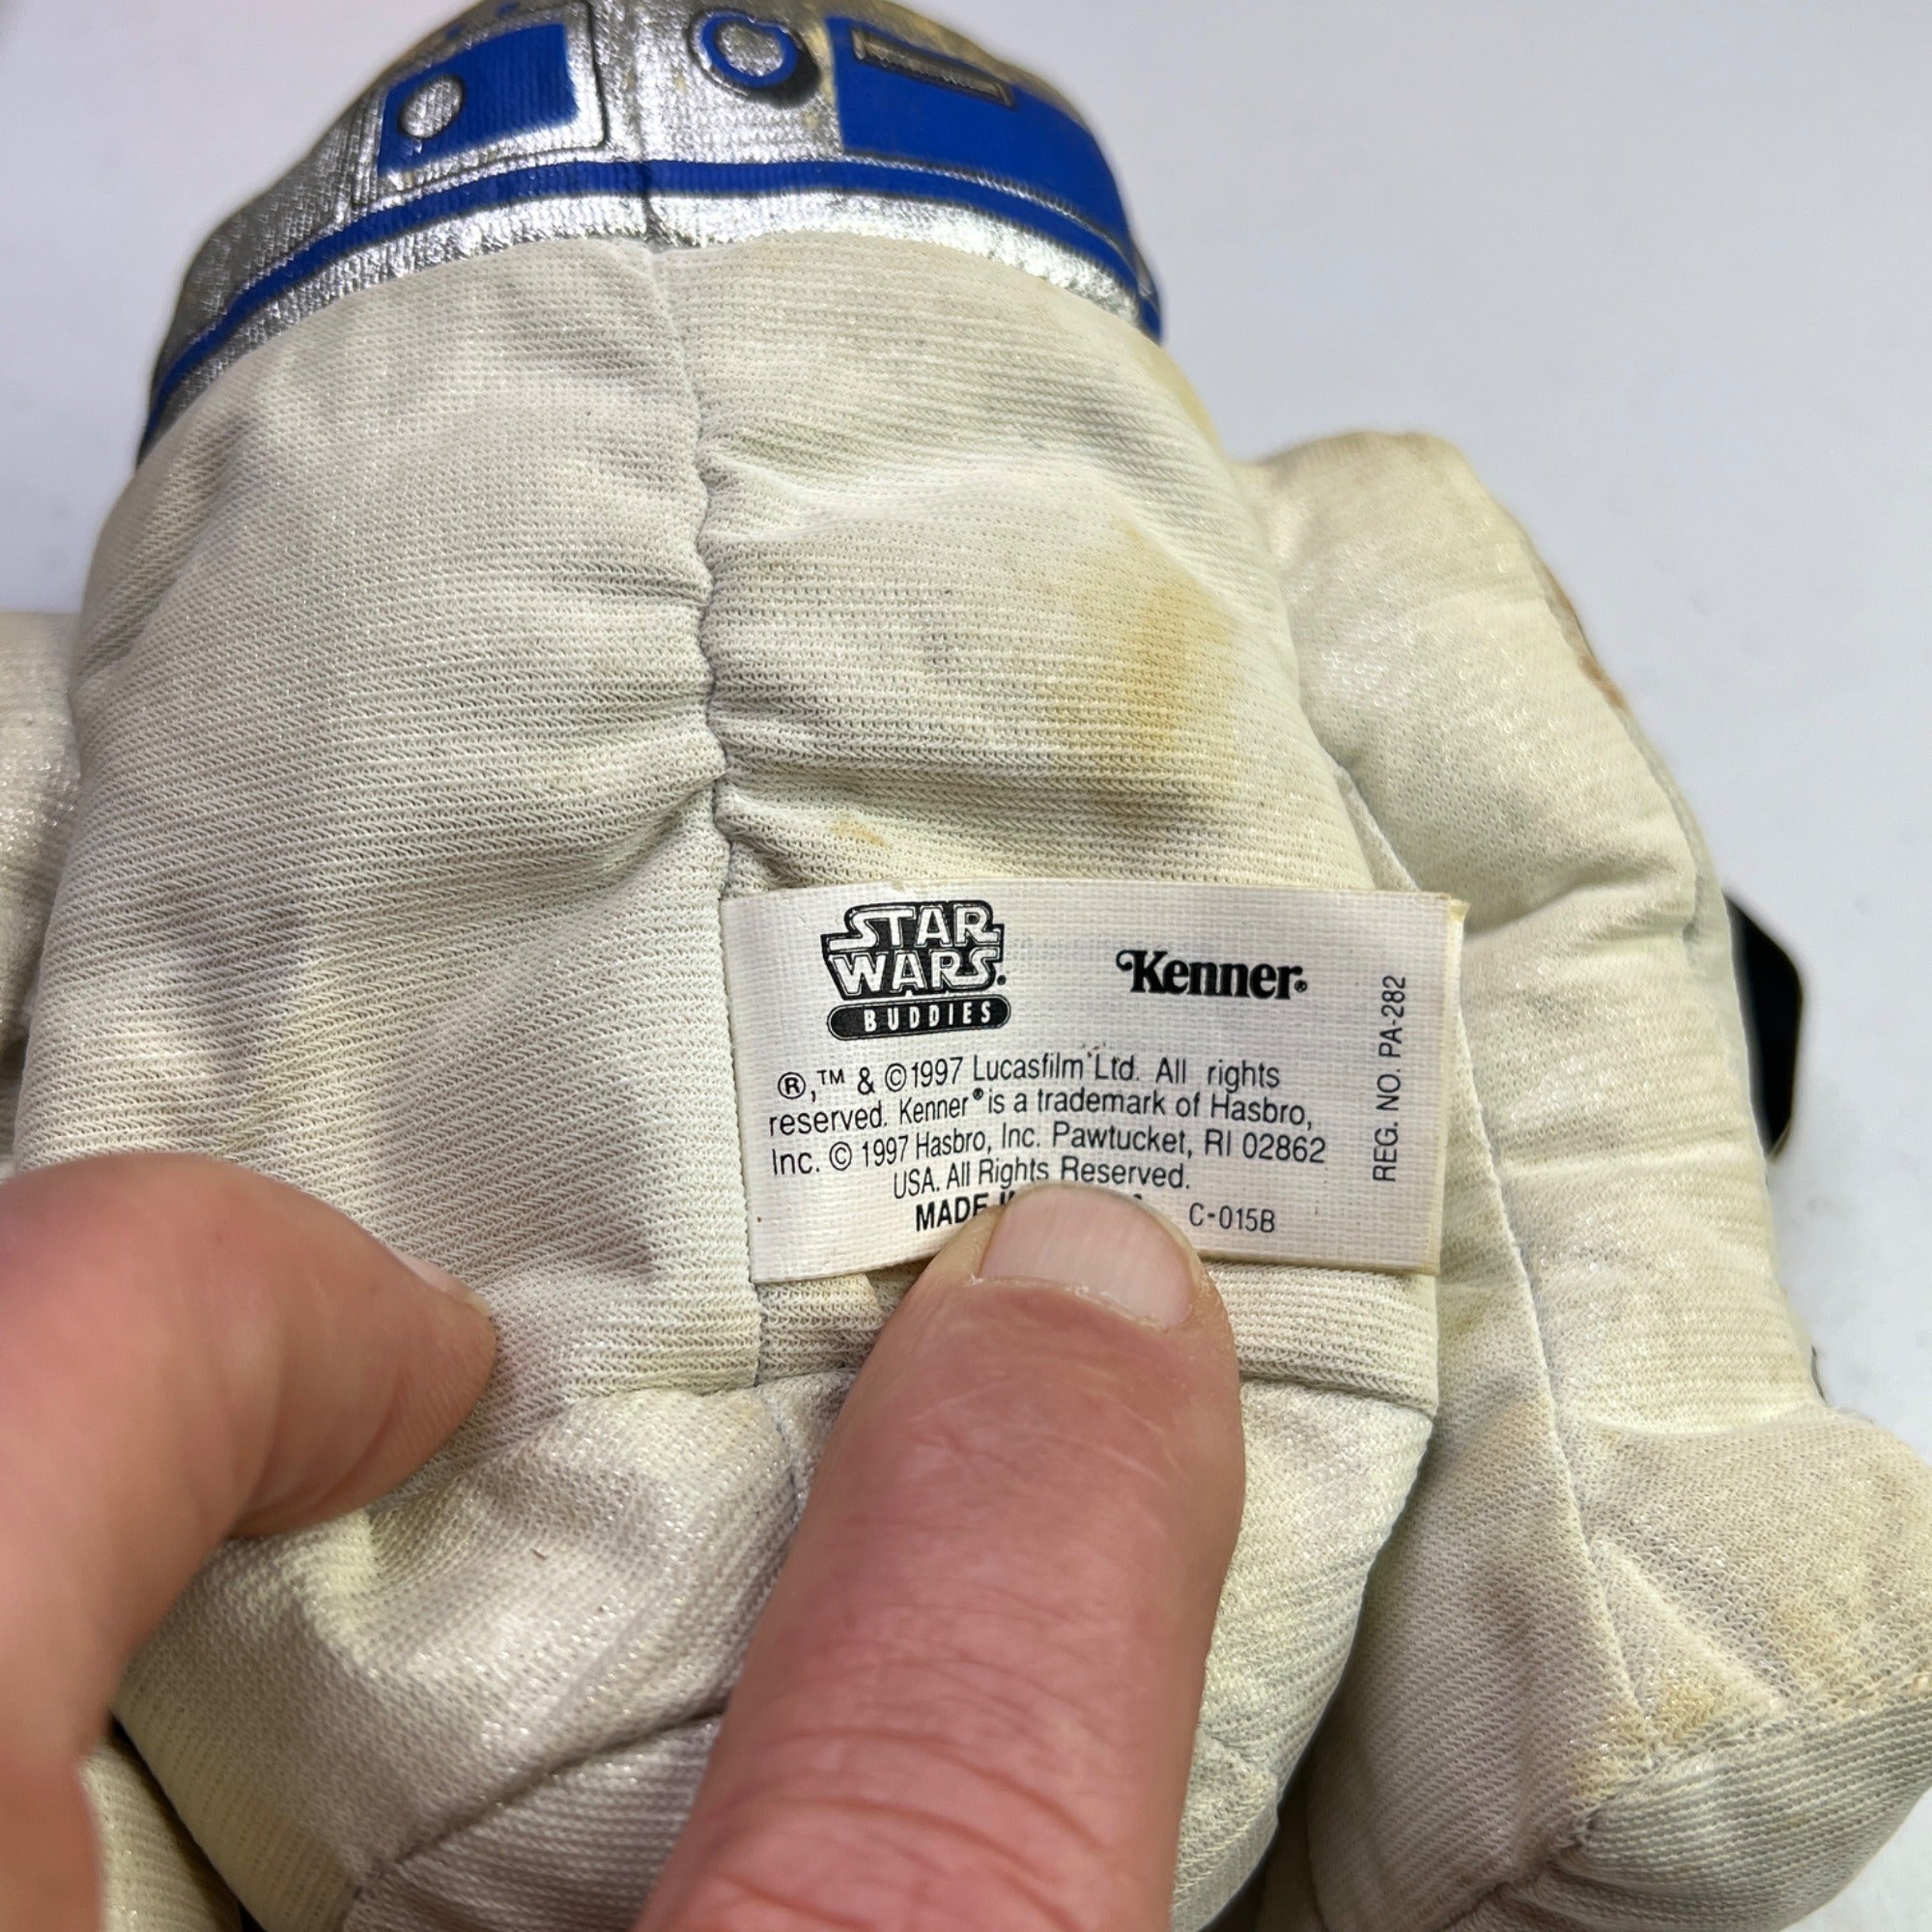 STAR
WARS.
BUDDIES
Kenner®
®,™ & ©1997 Lucasfilm Ltd. All rights
reserved. Kenner® is a trademark of Hasbro,
Inc. © 1997 Hasbro, Inc. Pawtucket, RI 02862
USA. All Rights Reserved.
MADE C-015B
REG. NO. PA-282